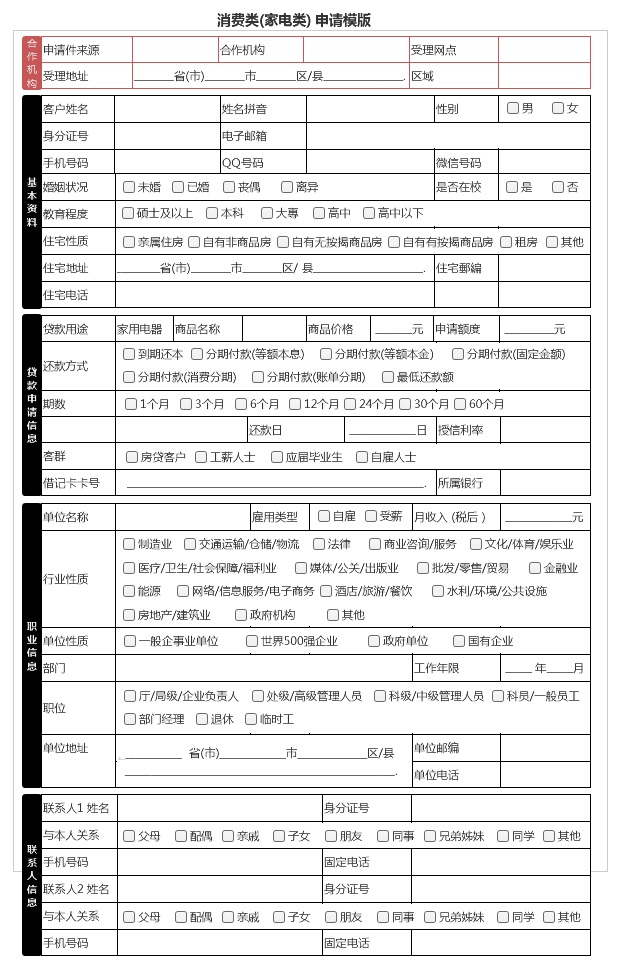 消费类(家电类) 申请模版
合作机构
申请件来源 合作机构 受理网点
受理地址 ______省(市)______市______区/县____________. 区域
基本资料
客户姓名 姓名拼音 性别 □男 □女
身分证号 电子邮箱
手机号码 QQ号码 微信号码
婚姻状况 □未婚 □已婚 □丧偶 □离异 是否在校 □是 □否
教育程度 □硕士及以上 □本科 □大專 □高中 □高中以下
住宅性质 □亲属住房 □自有非商品房 □自有无按揭商品房 □自有有按揭商品房 □租房 □其他
住宅地址 ______省(市)______市______区/ 县________________. 住宅郵編
住宅电话
贷款申请信息
贷款用途 家用电器 商品名称 商品价格 ______元 申请额度 ________元
还款方式 □到期还本 □分期付款(等额本息) □分期付款(等额本金) □分期付款(固定金额)
□分期付款(消费分期) □分期付款(账单分期) □最低还款额
期数 □1个月 □3个月 □6个月 □12个月 □24个月 □30个月 □60个月
还款日 __________日 授信利率
客群 □房贷客户 □工薪人士 □应届毕业生 □自雇人士
借记卡卡号 ____________________________________________. 所属银行
职业信息
单位名称 雇用类型 □自雇 □受薪 月收入 (税后 ) __________元
行业性质 □制造业 □交通运输/仓储/物流 □法律 □商业咨询/服务 □文化/体育/娱乐业
□医疗/卫生/社会保障/福利业 □媒体/公关/出版业 □批发/零售/贸易 □金融业
□能源 □网络/信息服务/电子商务 □酒店/旅游/餐饮 □水利/环境/公共设施
□房地产/建筑业 □政府机构 □其他
单位性质 □一般企事业单位 □世界500强企业 □政府单位 □国有企业
部门 工作年限 ____ 年____月
职位 □厅/局级/企业负责人 □处级/高级管理人员 □科级/中级管理人员 □科员/一般员工
□部门经理 □退休 □临时工
单位地址 _________ 省(市)__________市__________区/县 单位邮编
________________________________________. 单位电话
联系人信息
联系人1 姓名 身分证号
与本人关系 □父母 □配偶 □亲戚 □子女 □朋友 □同事 □兄弟姊妹 □同学 □其他
手机号码 固定电话
联系人2 姓名 身分证号
与本人关系 □父母 □配偶 □亲戚 □子女 □朋友 □同事 □兄弟姊妹 □同学 □其他
手机号码 固定电话